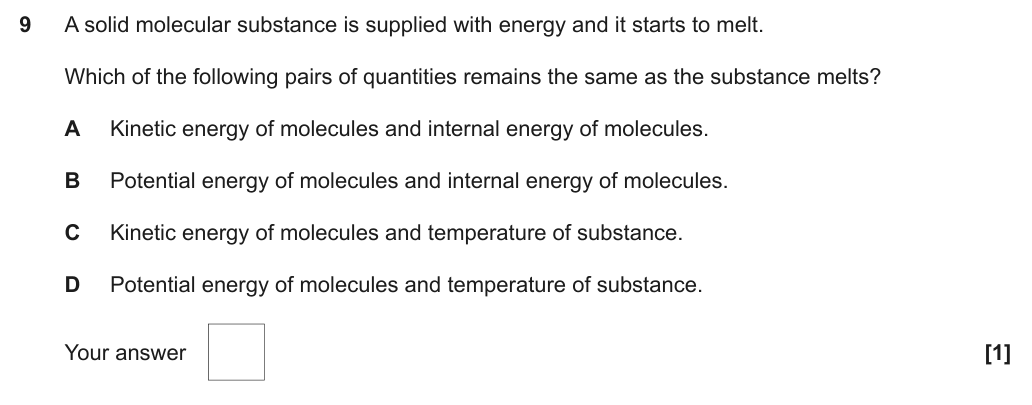 9 A solid molecular substance is supplied with energy and it starts to melt.
Which of the following pairs of quantities remains the same as the substance melts?
A Kinetic energy of molecules and internal energy of molecules.
B Potential energy of molecules and internal energy of molecules.
C Kinetic energy of molecules and temperature of substance.
D Potential energy of molecules and temperature of substance.
Your answer [1]